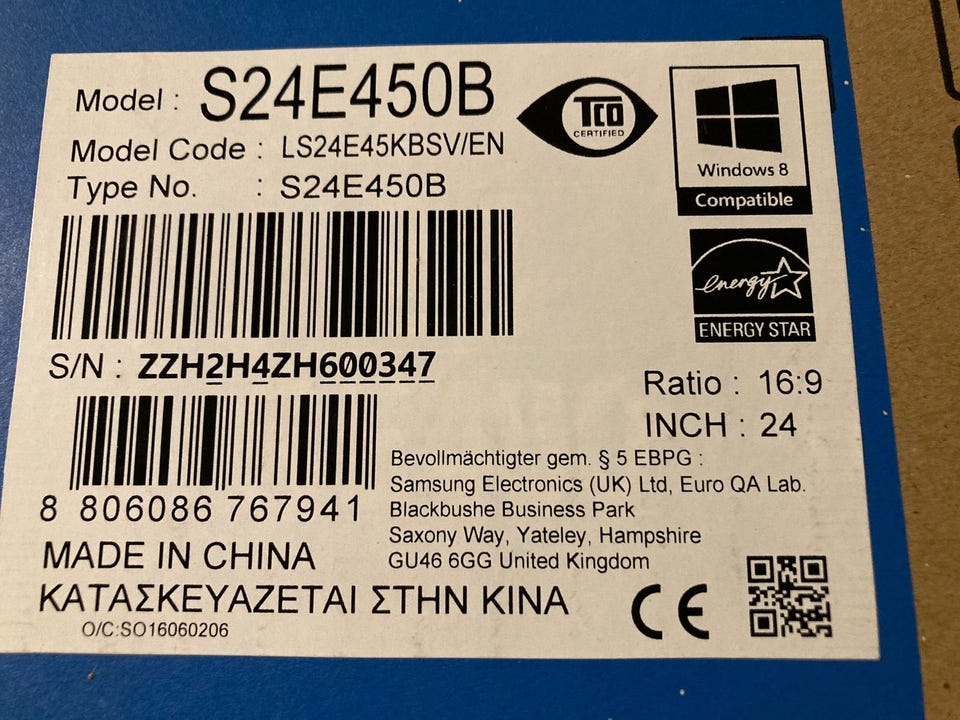 Model : S24E450B
Model Code : LS24E45KBSV/EN
Type No. : S24E450B
TCO
CERTIFIED
Windows 8
Compatible
energy
ENERGY STAR
S/N : ZZH2H4ZH600347
Ratio : 16:9
INCH : 24
8 806086 767941
Bevollmächtigter gem. § 5 EBPG :
Samsung Electronics (UK) Ltd, Euro QA Lab.
Blackbushe Business Park
Saxony Way, Yateley, Hampshire
GU46 6GG United Kingdom
MADE IN CHINA
ΚΑΤΑΣΚΕΥΑΖΕΤΑΙ ΣΤΗΝ ΚΙΝΑ
O/C:SO16060206
CE